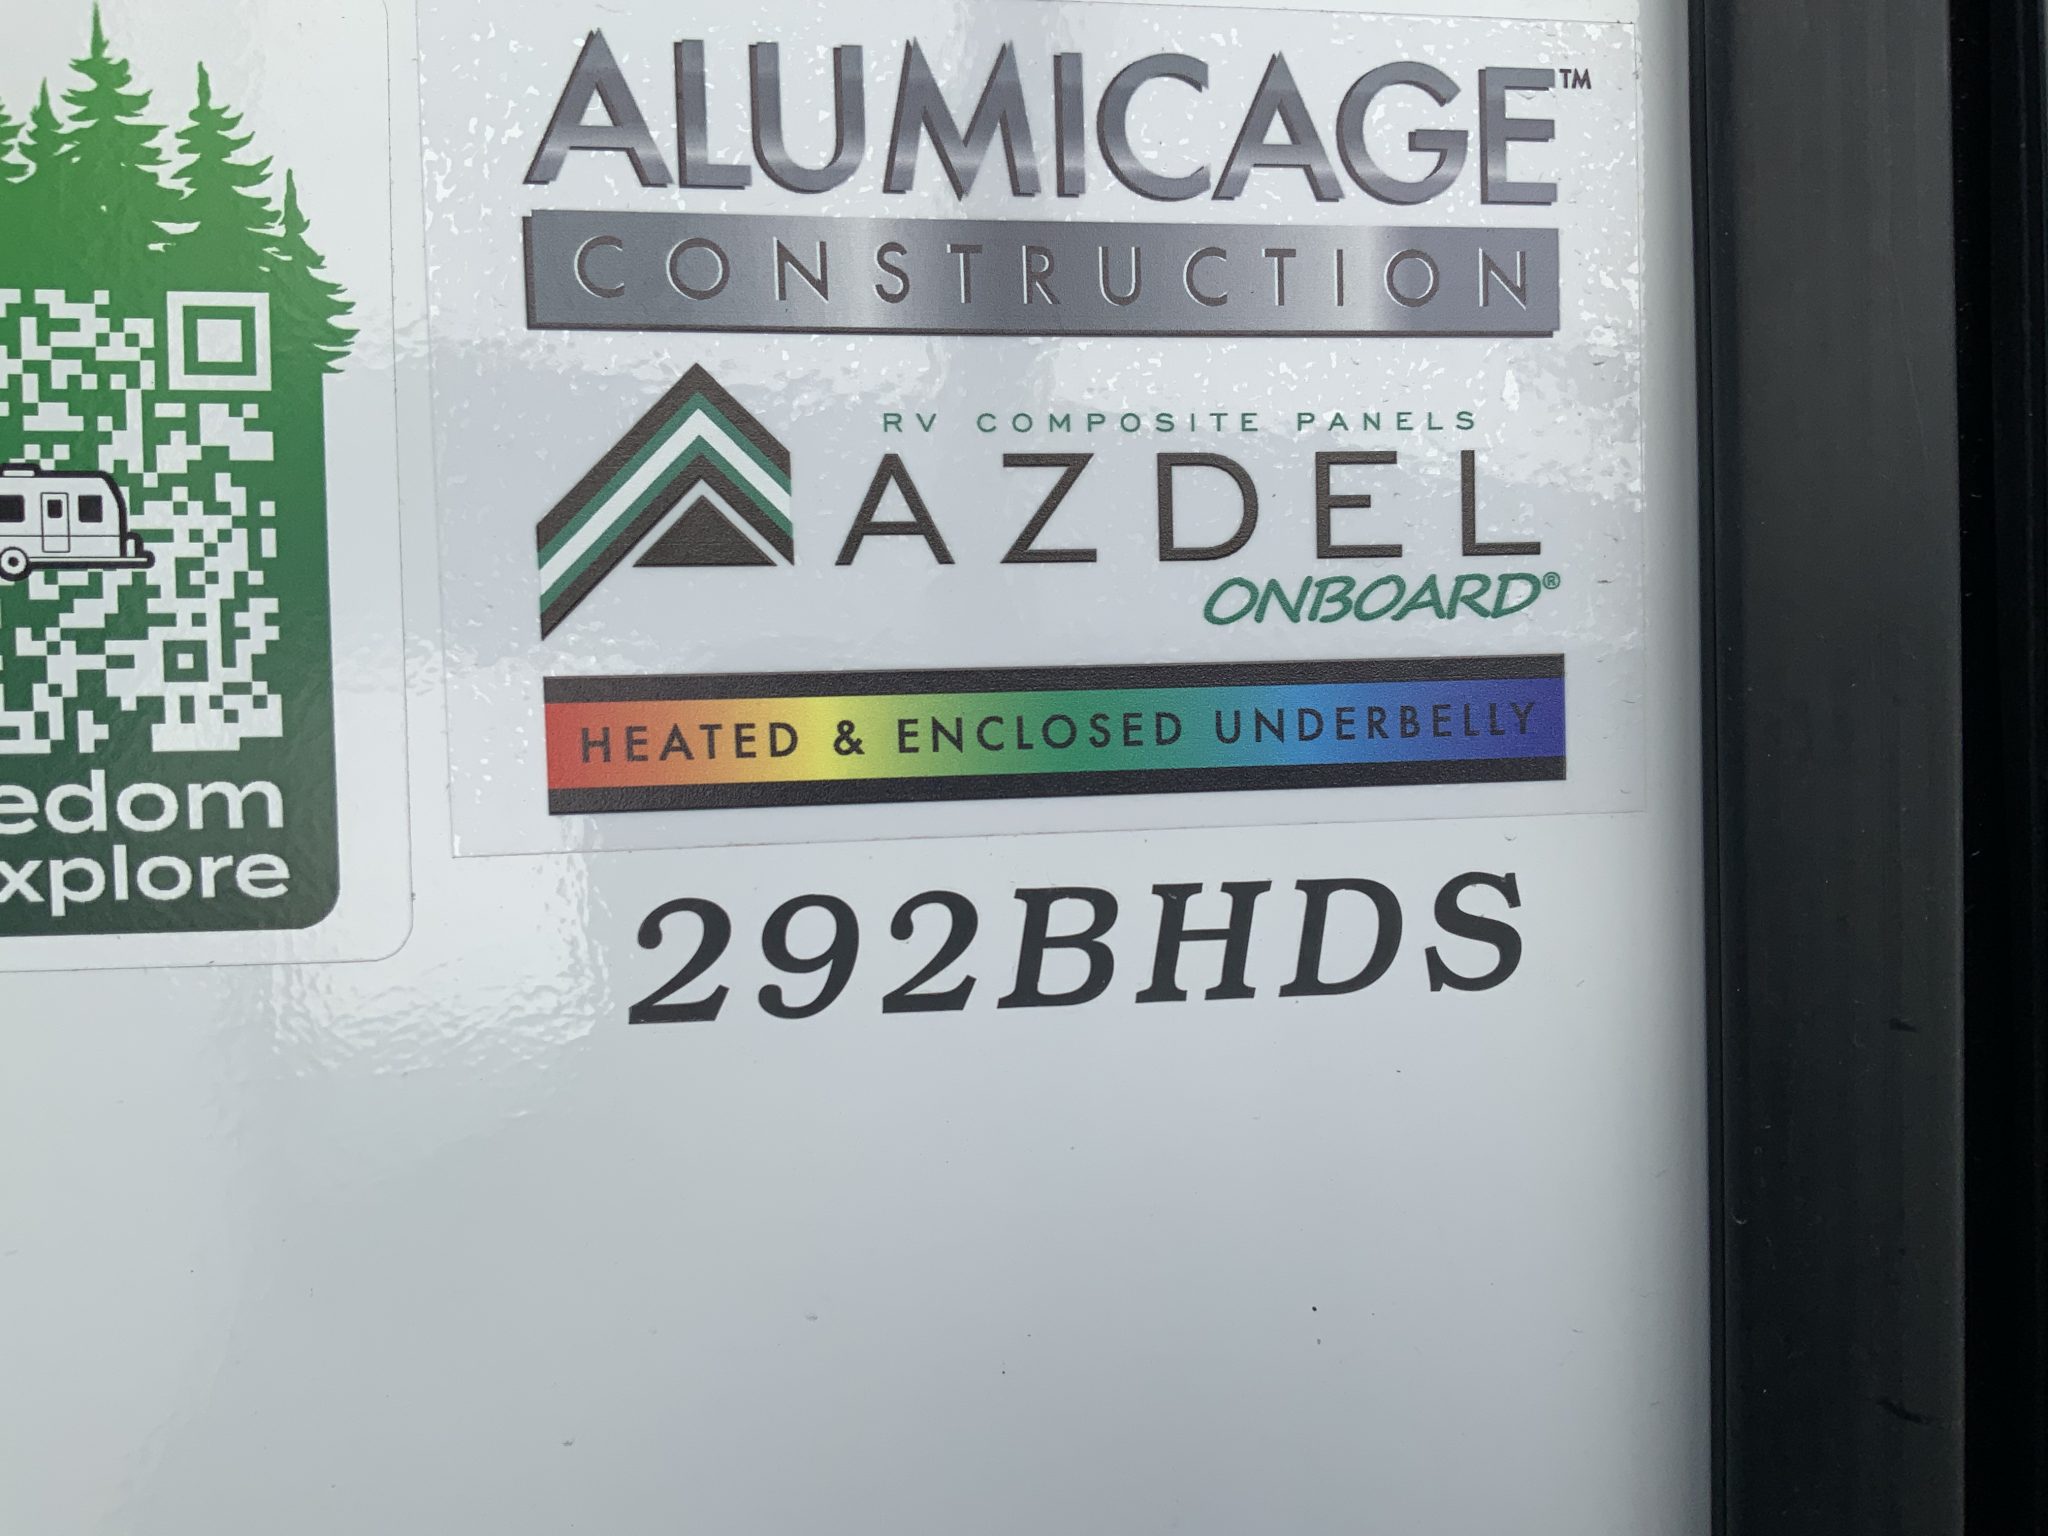 ALUMICAGE™
CONSTRUCTION
RV COMPOSITE PANELS
AZDEL
ONBOARD®
HEATED & ENCLOSED UNDERBELLY
292BHDS
edom
xplore